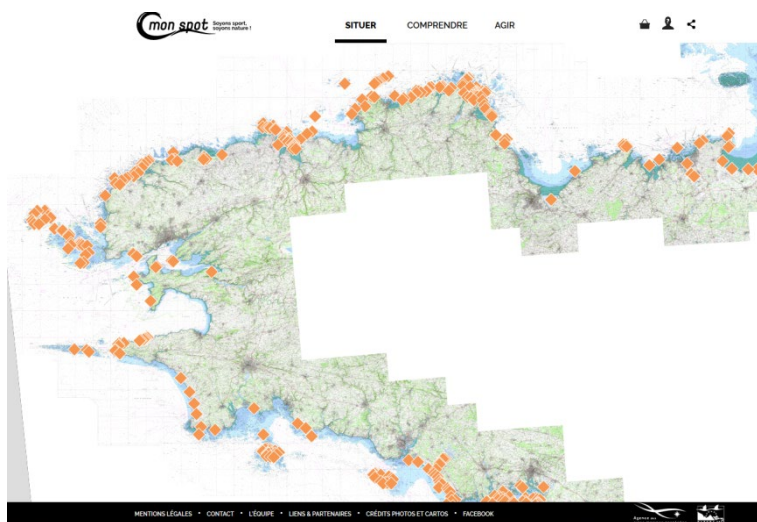 mon spot
Soyons sport,
soyons nature !
SITUER
COMPRENDRE
AGIR
MENTIONS LÉGALES • CONTACT • L'ÉQUIPE • LIENS & PARTENAIRES • CRÉDITS PHOTOS ET CARTOS • FACEBOOK